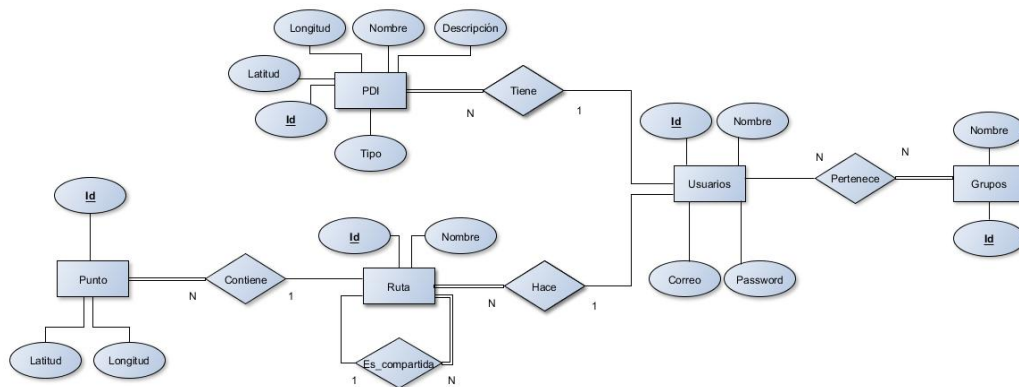 Longitud
Nombre
Descripción
Latitud
PDI
Tiene
N
1
Id
Tipo
Id
Nombre
Nombre
Usuarios
N
Pertenece
N
Grupos
Id
Correo
Password
Id
Id
Nombre
Punto
N
Contiene
1
Ruta
N
Hace
1
Latitud
Longitud
1
Es_compartida
N